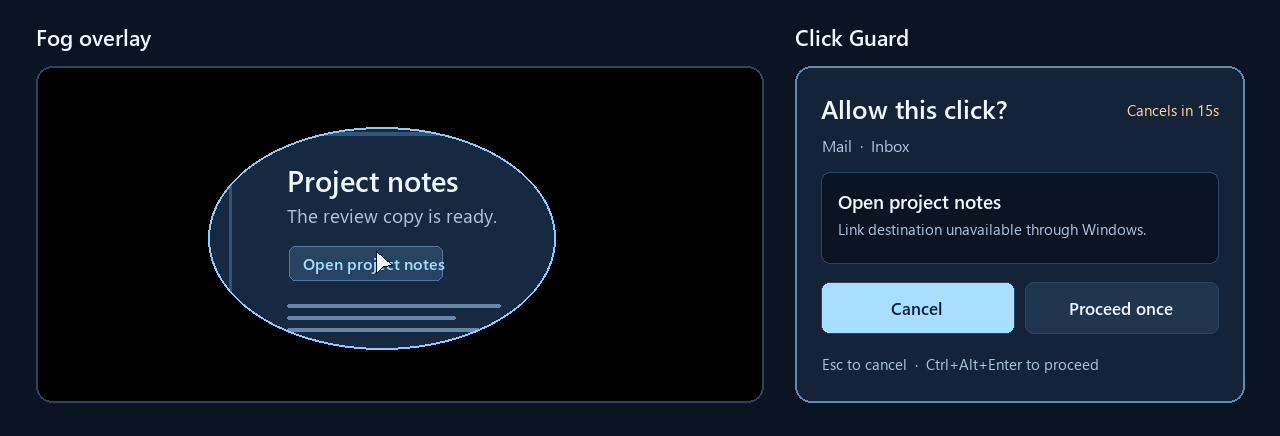 Fog overlay
Project notes
The review copy is ready.
Open project notes
Click Guard
Allow this click?
Cancels in 15s
Mail · Inbox
Open project notes
Link destination unavailable through Windows.
Cancel
Proceed once
Esc to cancel · Ctrl+Alt+Enter to proceed